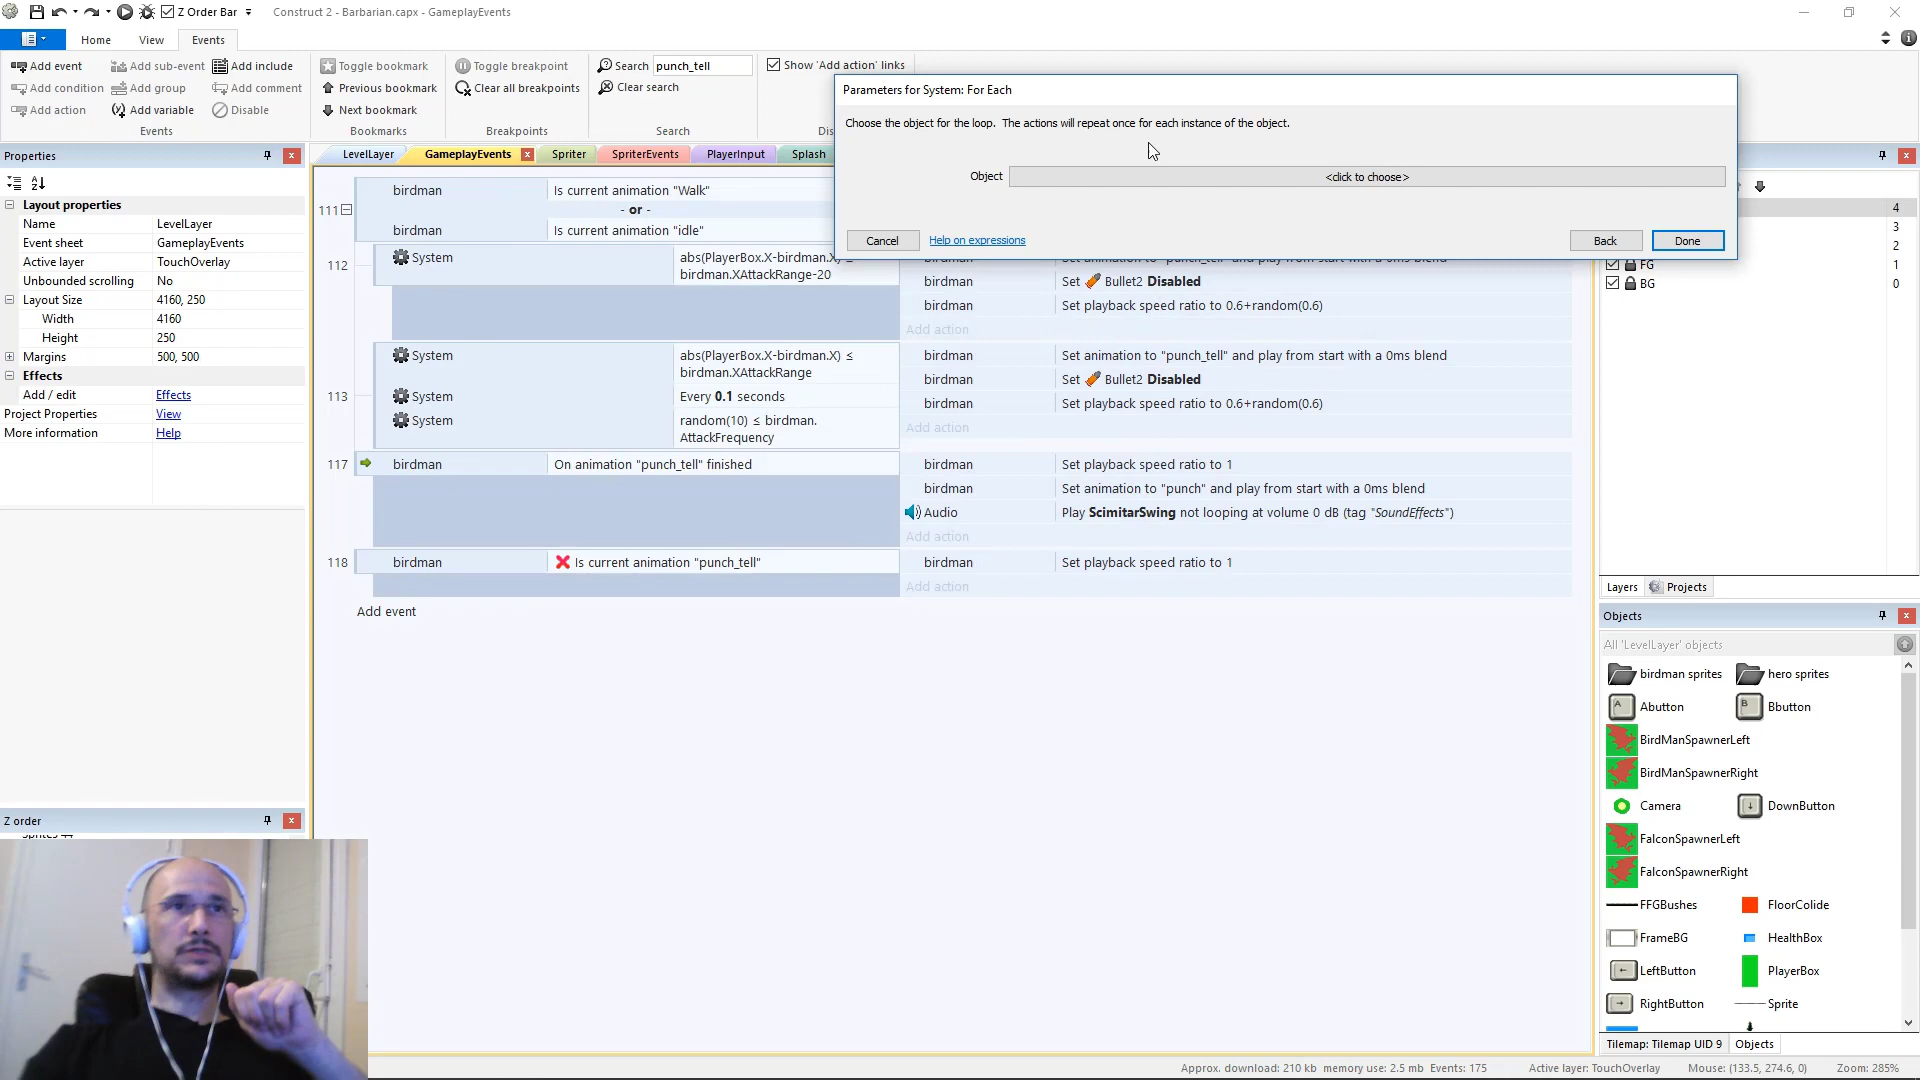 Z Order Bar
Construct 2 - Barbarian.capx - GameplayEvents
Home
View
Events
Add event
Add sub-event
Add include
Add condition
Add group
Add comment
Add action
Add variable
Disable
Events
Toggle bookmark
Previous bookmark
Next bookmark
Bookmarks
Toggle breakpoint
Clear all breakpoints
Breakpoints
Search
punch_tell
Clear search
Search
Show 'Add action' links
Parameters for System: For Each
Choose the object for the loop. The actions will repeat once for each instance of the object.
Object
<click to choose>
Cancel
Help on expressions
Back
Done
Properties
Layout properties
Name LevelLayer
Event sheet GameplayEvents
Active layer TouchOverlay
Unbounded scrolling No
Layout Size 4160, 250
Width 4160
Height 250
Margins 500, 500
Effects
Add / edit Effects
Project Properties View
More information Help
Z order
LevelLayer
GameplayEvents
Spriter
SpriterEvents
PlayerInput
Splash
111 birdman Is current animation "Walk"
- or -
birdman Is current animation "idle"
112 System abs(PlayerBox.X-birdman.X) ≤
birdman.XAttackRange-20
birdman Set Bullet2 Disabled
birdman Set playback speed ratio to 0.6+random(0.6)
Add action
113 System abs(PlayerBox.X-birdman.X) ≤
birdman.XAttackRange
System Every 0.1 seconds
System random(10) ≤ birdman.
AttackFrequency
birdman Set animation to "punch_tell" and play from start with a 0ms blend
birdman Set Bullet2 Disabled
birdman Set playback speed ratio to 0.6+random(0.6)
Add action
117 birdman On animation "punch_tell" finished
birdman Set playback speed ratio to 1
birdman Set animation to "punch" and play from start with a 0ms blend
Audio Play ScimitarSwing not looping at volume 0 dB (tag "SoundEffects")
Add action
118 birdman Is current animation "punch_tell"
birdman Set playback speed ratio to 1
Add action
Add event
4
3
2
FG 1
BG 0
Layers
Projects
Objects
All 'LevelLayer' objects
birdman sprites
hero sprites
Abutton
Bbutton
BirdManSpawnerLeft
BirdManSpawnerRight
Camera
DownButton
FalconSpawnerLeft
FalconSpawnerRight
FFGBushes
FloorColide
FrameBG
HealthBox
LeftButton
PlayerBox
RightButton
Sprite
Tilemap: Tilemap UID 9
Objects
Approx. download: 210 kb memory use: 2.5 mb Events: 175
Active layer: TouchOverlay
Mouse: (133.5, 274.6, 0)
Zoom: 285%